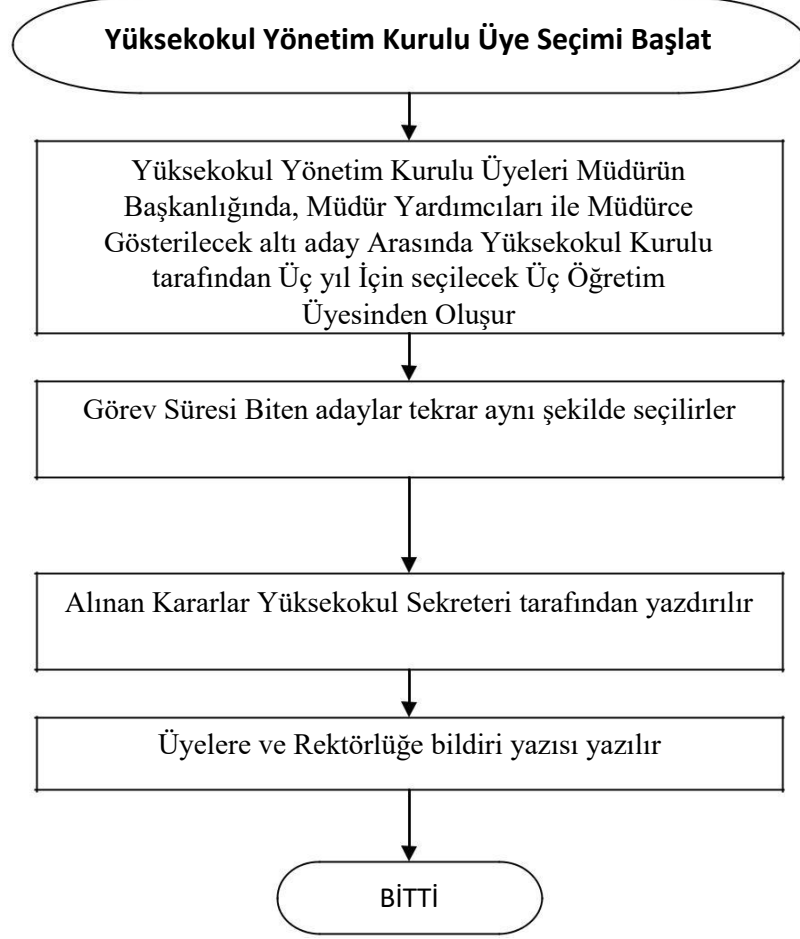 Yüksekokul Yönetim Kurulu Üye Seçimi Başlat
Yüksekokul Yönetim Kurulu Üyeleri Müdürün
Başkanlığında, Müdür Yardımcıları ile Müdürce
Gösterilecek altı aday Arasında Yüksekokul Kurulu
tarafından Üç yıl İçin seçilecek Üç Öğretim
Üyesinden Oluşur
Görev Süresi Biten adaylar tekrar aynı şekilde seçilirler
Alınan Kararlar Yüksekokul Sekreteri tarafından yazdırılır
Üyelere ve Rektörlüğe bildiri yazısı yazılır
BİTTİ